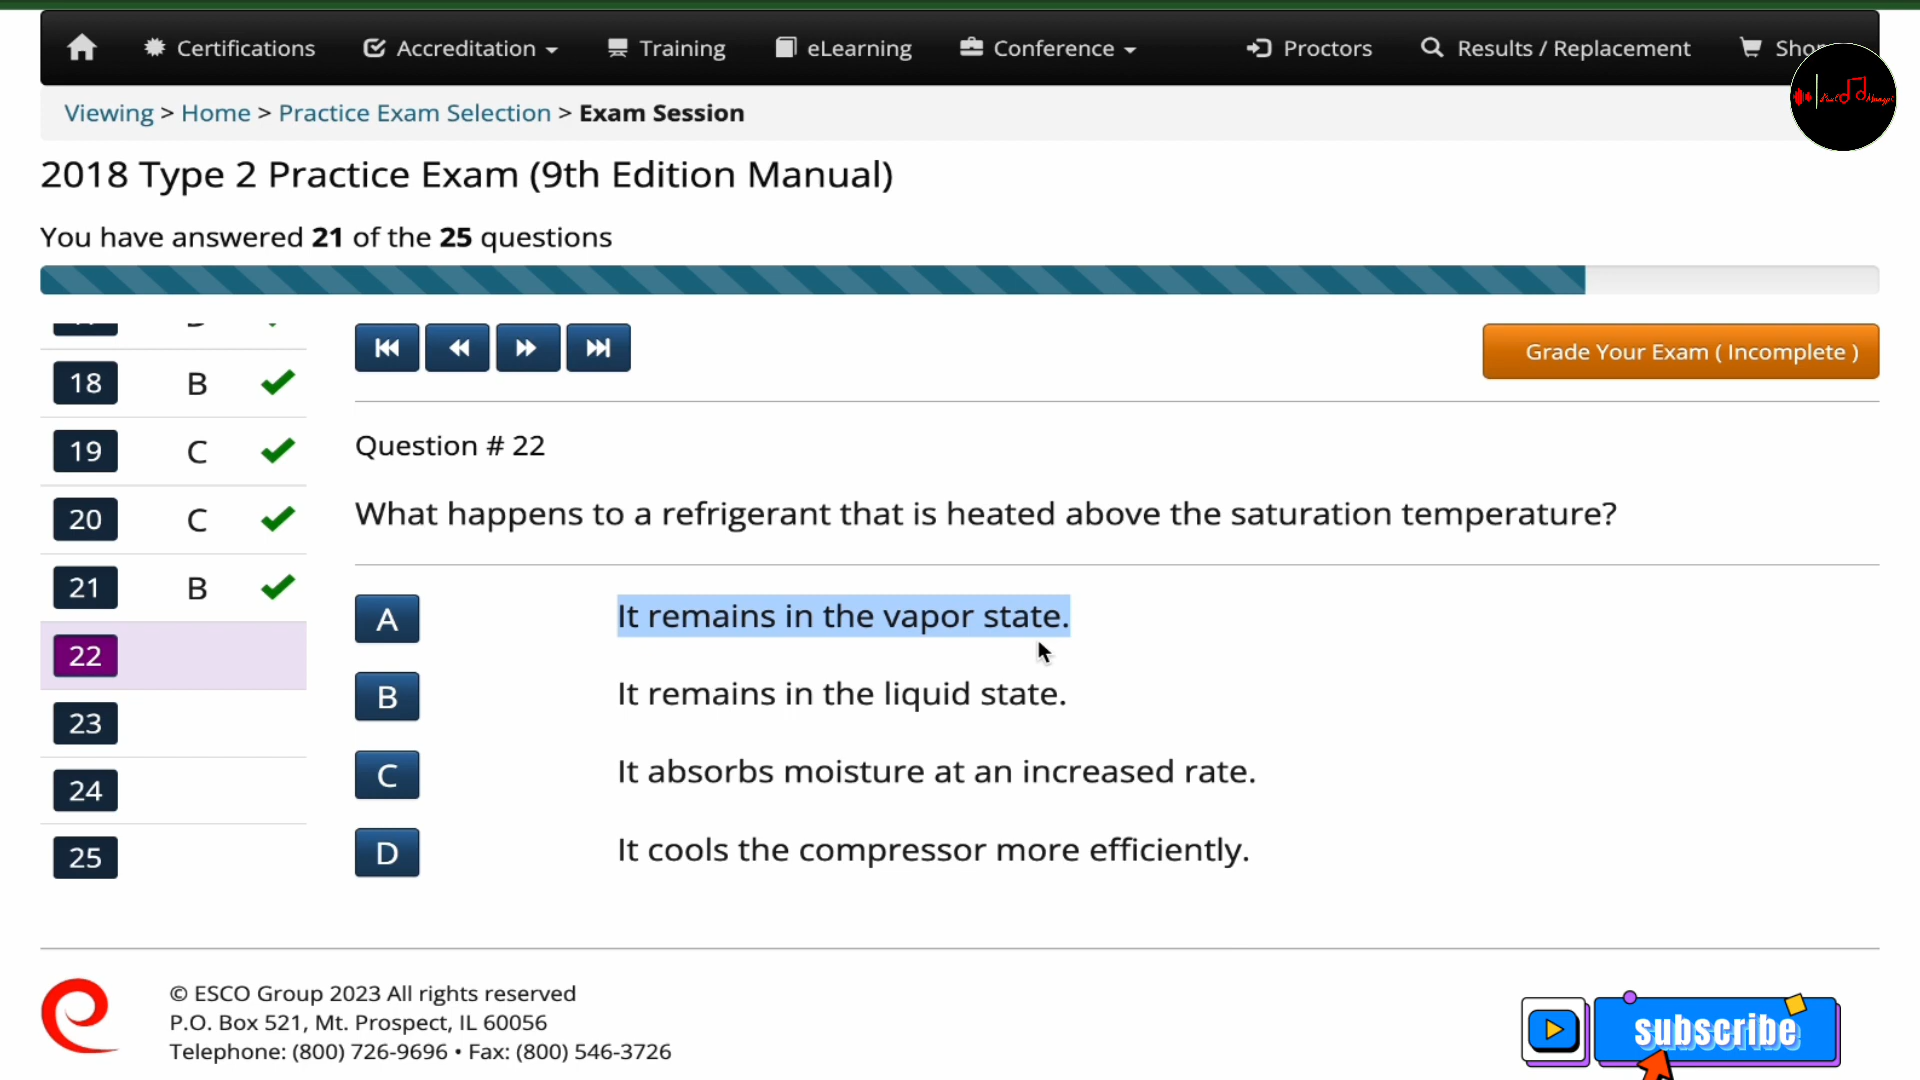 Certifications Accreditation Training eLearning Conference Proctors Results / Replacement
Viewing > Home > Practice Exam Selection > Exam Session
2018 Type 2 Practice Exam (9th Edition Manual)
You have answered 21 of the 25 questions
18 B
19 C
20 C
21 B
22
23
24
25
Grade Your Exam ( Incomplete )
Question # 22
What happens to a refrigerant that is heated above the saturation temperature?
A It remains in the vapor state.
B It remains in the liquid state.
C It absorbs moisture at an increased rate.
D It cools the compressor more efficiently.
© ESCO Group 2023 All rights reserved
P.O. Box 521, Mt. Prospect, IL 60056
Telephone: (800) 726-9696 • Fax: (800) 546-3726
subscribe